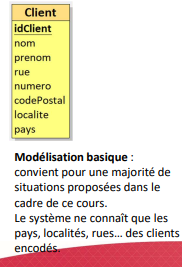 Client
idClient
nom
prenom
rue
numero
codePostal
localite
pays
Modélisation basique :
convient pour une majorité de
situations proposées dans le
cadre de ce cours.
Le système ne connaît que les
pays, localités, rues... des clients
encodés.